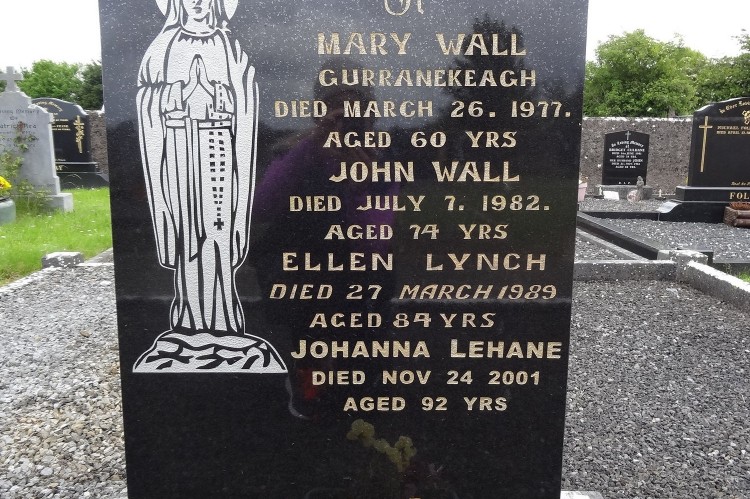 Of
MARY WALL
GURRANEKEAGH
DIED MARCH 26. 1977.
AGED 60 YRS
JOHN WALL
DIED JULY 7. 1982.
AGED 74 YRS
ELLEN LYNCH
DIED 27 MARCH 1989
AGED 84 YRS
JOHANNA LEHANE
DIED NOV 24 2001
AGED 92 YRS